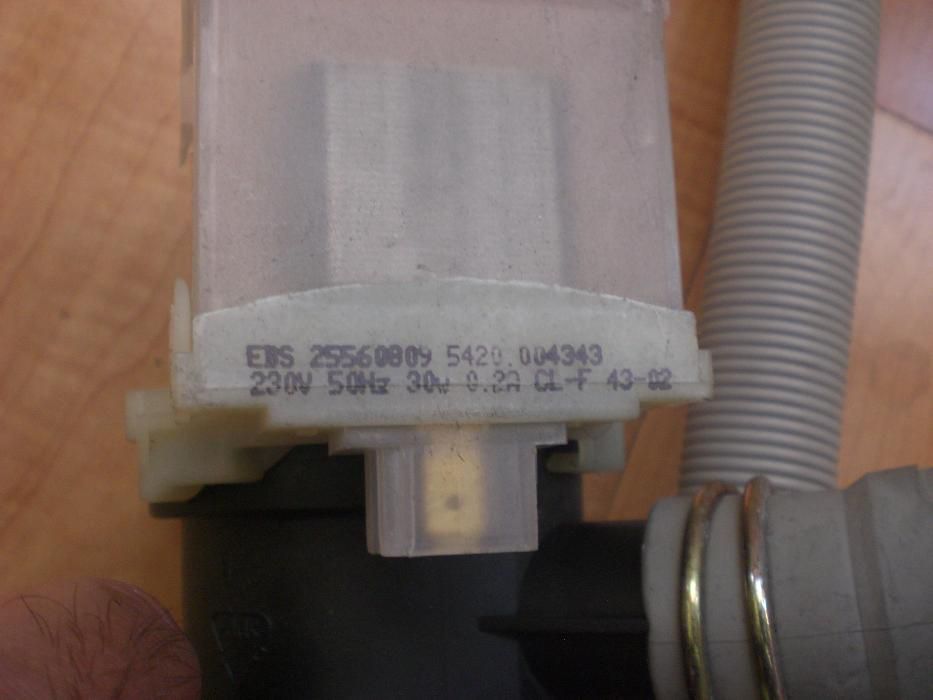 EBS 25560809 5420.004343
230V 50Hz 30w 0.2A CL-F 43-02